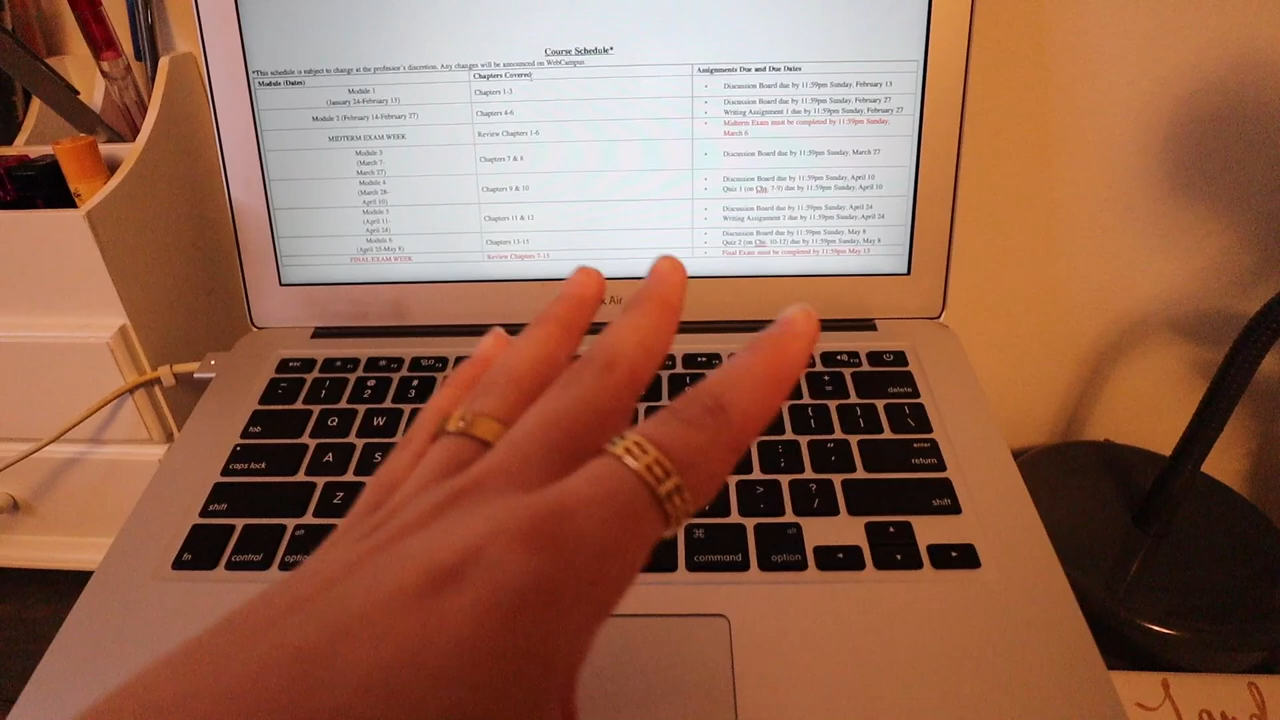 Course Schedule*
*This schedule is subject to change at the professor's discretion. Any changes will be announced on WebCampus.
Module (Dates) Chapters Covered Assignments Due and Due Dates
Module 1
(January 24-February 13)
Chapters 1-3
• Discussion Board due by 11:59pm Sunday, February 13
Module 2 (February 14-February 27)
Chapters 4-6
• Discussion Board due by 11:59pm Sunday, February 27
• Writing Assignment 1 due by 11:59pm Sunday, February 27
MIDTERM EXAM WEEK
Review Chapters 1-6
• Midterm Exam must be completed by 11:59pm Sunday,
March 6
Module 3
(March 7-
March 27)
Chapters 7 & 8
• Discussion Board due by 11:59pm Sunday, March 27
Module 4
(March 28-
April 10)
Chapters 9 & 10
• Discussion Board due by 11:59pm Sunday, April 10
• Quiz 1 (on Chs. 7-9) due by 11:59pm Sunday, April 10
Module 5
(April 11-
April 24)
Chapters 11 & 12
• Discussion Board due by 11:59pm Sunday, April 24
• Writing Assignment 2 due by 11:59pm Sunday, April 24
Module 6
(April 25-May 8)
Chapters 13-15
• Discussion Board due by 11:59pm Sunday, May 8
• Quiz 2 (on Chs. 10-12) due by 11:59pm Sunday, May 8
FINAL EXAM WEEK
Review Chapters 7-15
• Final Exam must be completed by 11:59pm May 13
Air
esc
! 1 @ 2 # 3 + = delete
tab Q W { [ } ] | \
caps lock A S : ; " ' enter return
shift Z > . ? / shift
fn control alt option ⌘ command alt option